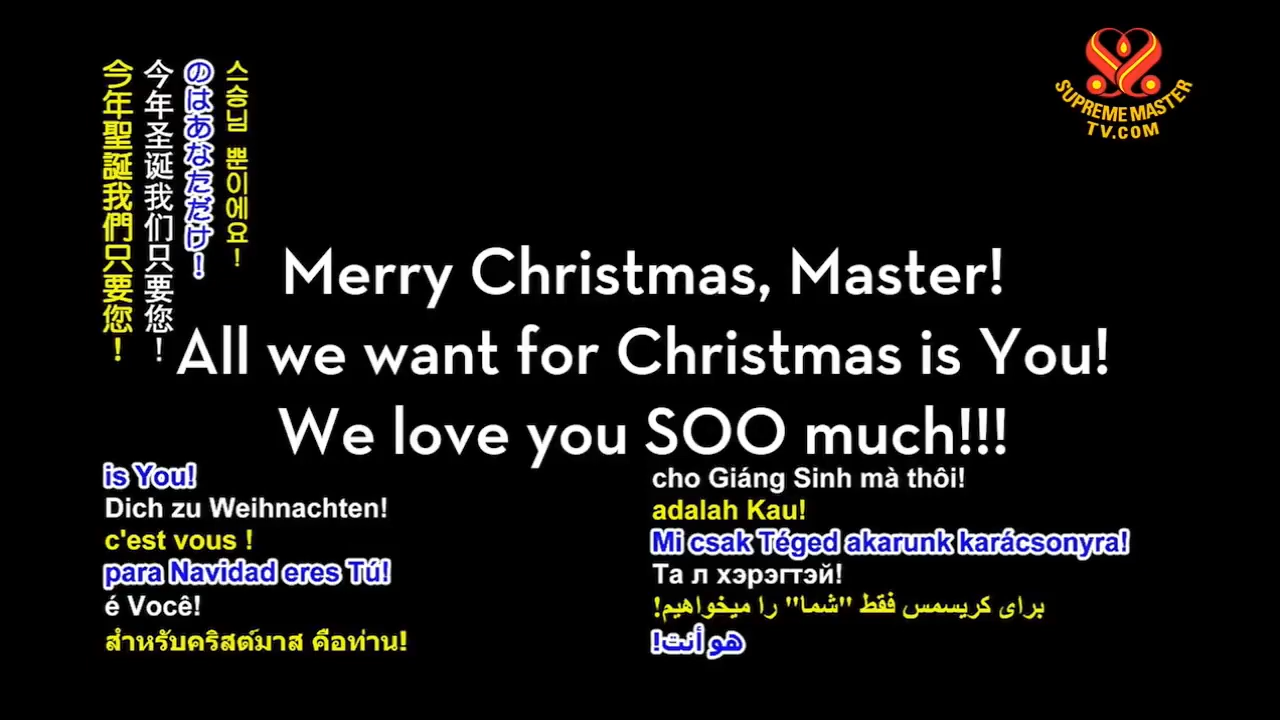 今年聖誕我們只要您！
今年圣诞我们只要您！
のはあなただけ！
스승님 뿐이에요！
SUPREME MASTER
TV.COM
Merry Christmas, Master!
All we want for Christmas is You!
We love you SOO much!!!
is You!
Dich zu Weihnachten!
c'est vous !
para Navidad eres Tú!
é Você!
สำหรับคริสต์มาส คือท่าน!
cho Giáng Sinh mà thôi!
adalah Kau!
Mi csak Téged akarunk karácsonyra!
Та л хэрэгтэй!
برای کریسمس فقط "شما" را میخواهیم!
هو أنت!